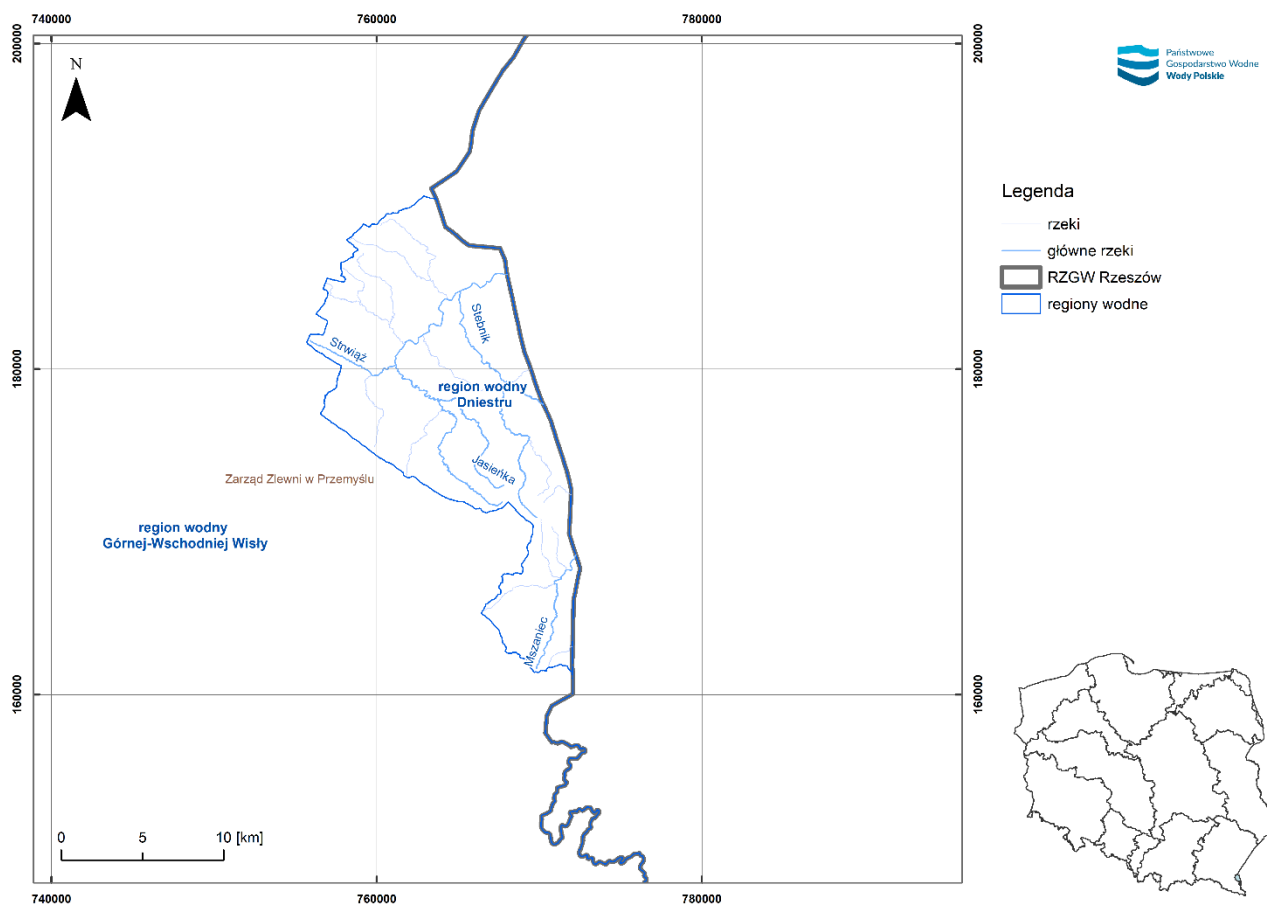 740000
760000
780000
200000
200000
N
Państwowe
Gospodarstwo Wodne
Wody Polskie
Legenda
rzeki
główne rzeki
RZGW Rzeszów
regiony wodne
Stebnik
Strwiąż
180000
180000
region wodny
Dniestru
Jasieńka
Zarząd Zlewni w Przemyślu
region wodny
Górnej-Wschodniej Wisły
Mszaniec
160000
160000
0 5 10 [km]
740000
760000
780000